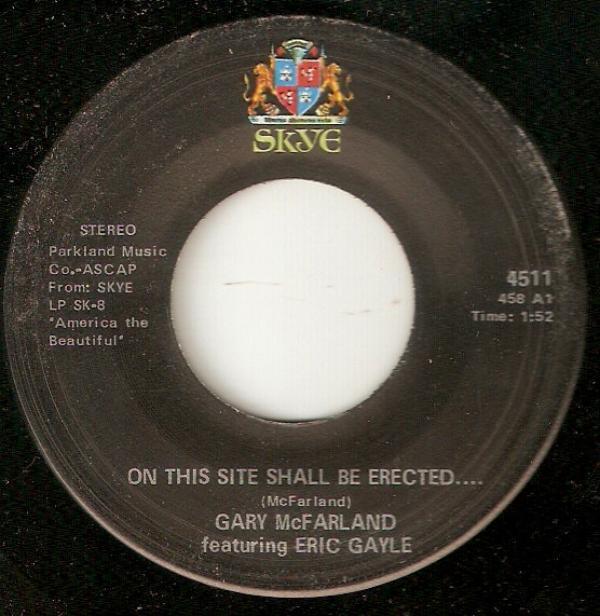 SKYE
STEREO
Parkland Music
Co.-ASCAP
From: SKYE
LP SK-8
"America the
Beautiful"
4511
458 A1
Time: 1:52
ON THIS SITE SHALL BE ERECTED....
(McFarland)
GARY McFARLAND
featuring ERIC GAYLE